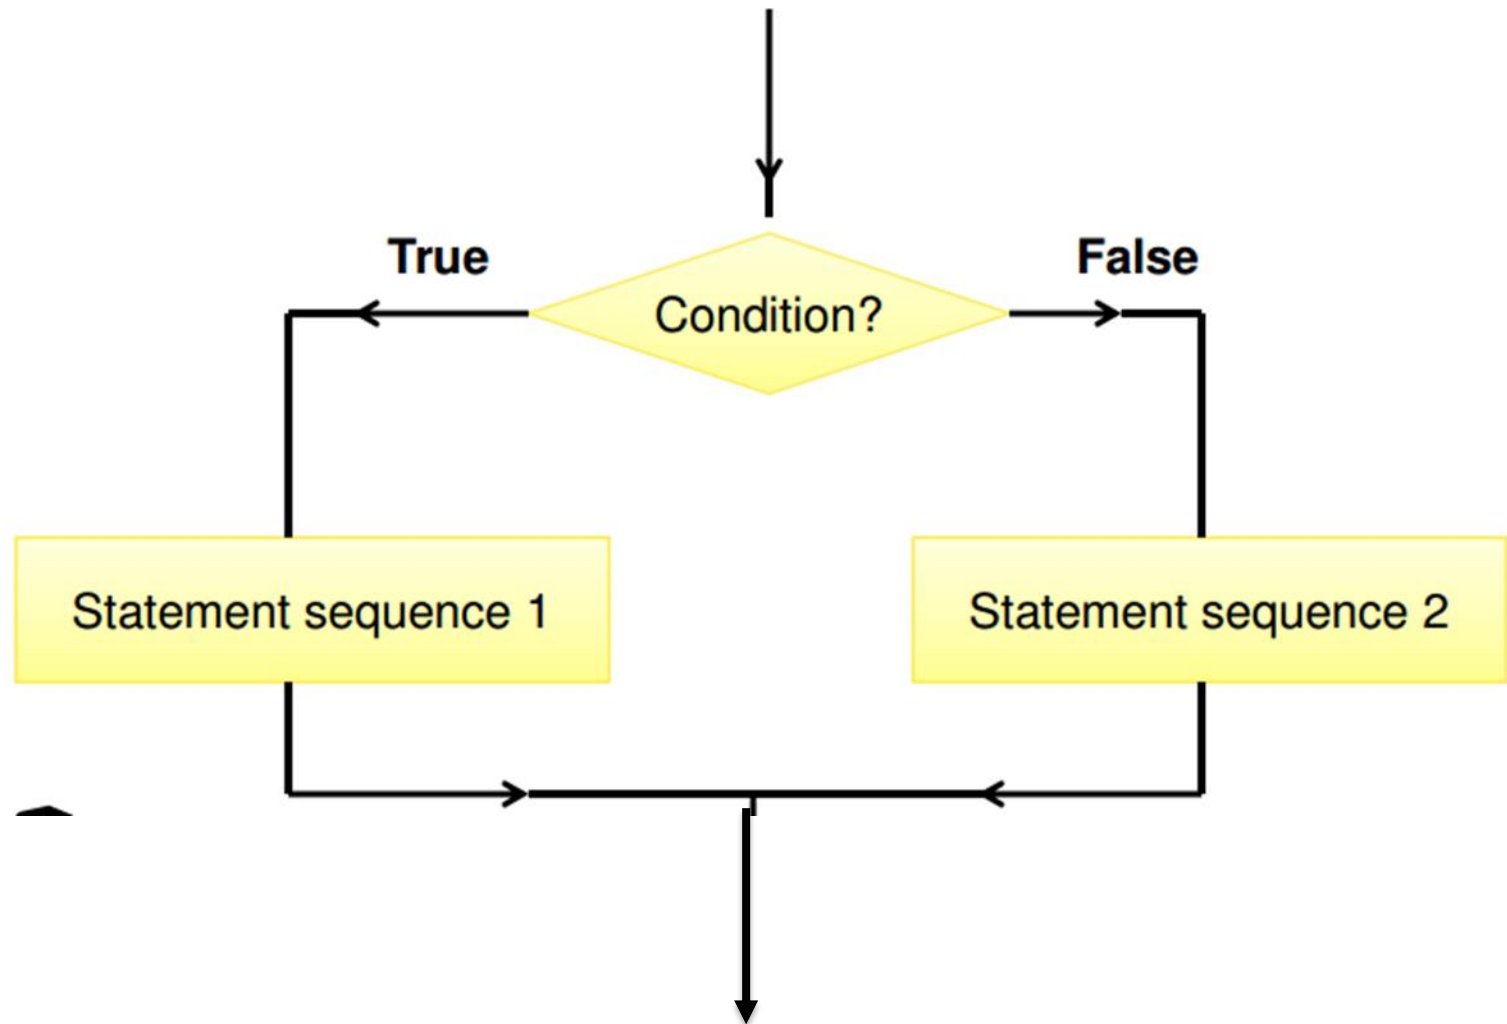 True
False
Condition?
Statement sequence 1
Statement sequence 2